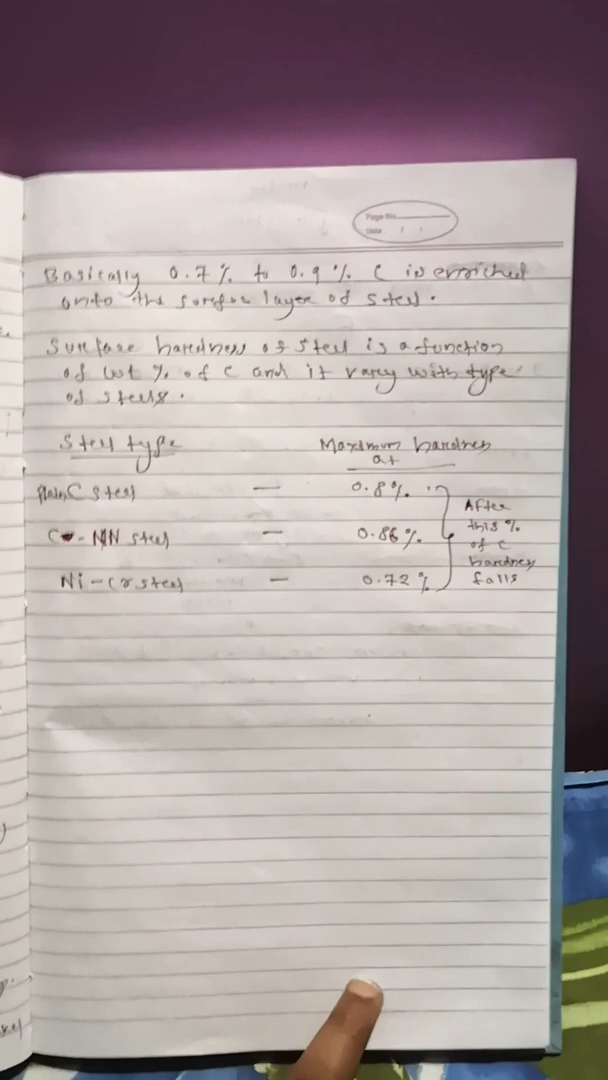 Page No.
Date / /
Basically 0.7% to 0.9% C is enriched
onto the surface layer of steel.
Surface hardness of steel is a function
of wt % of C and it vary with type
of steels.
Steel type Maximum hardness
at
Plain C steel — 0.8%.
C - MN steel — 0.86%.
Ni-Cr steel — 0.72%
After
this %
of C
hardness
falls